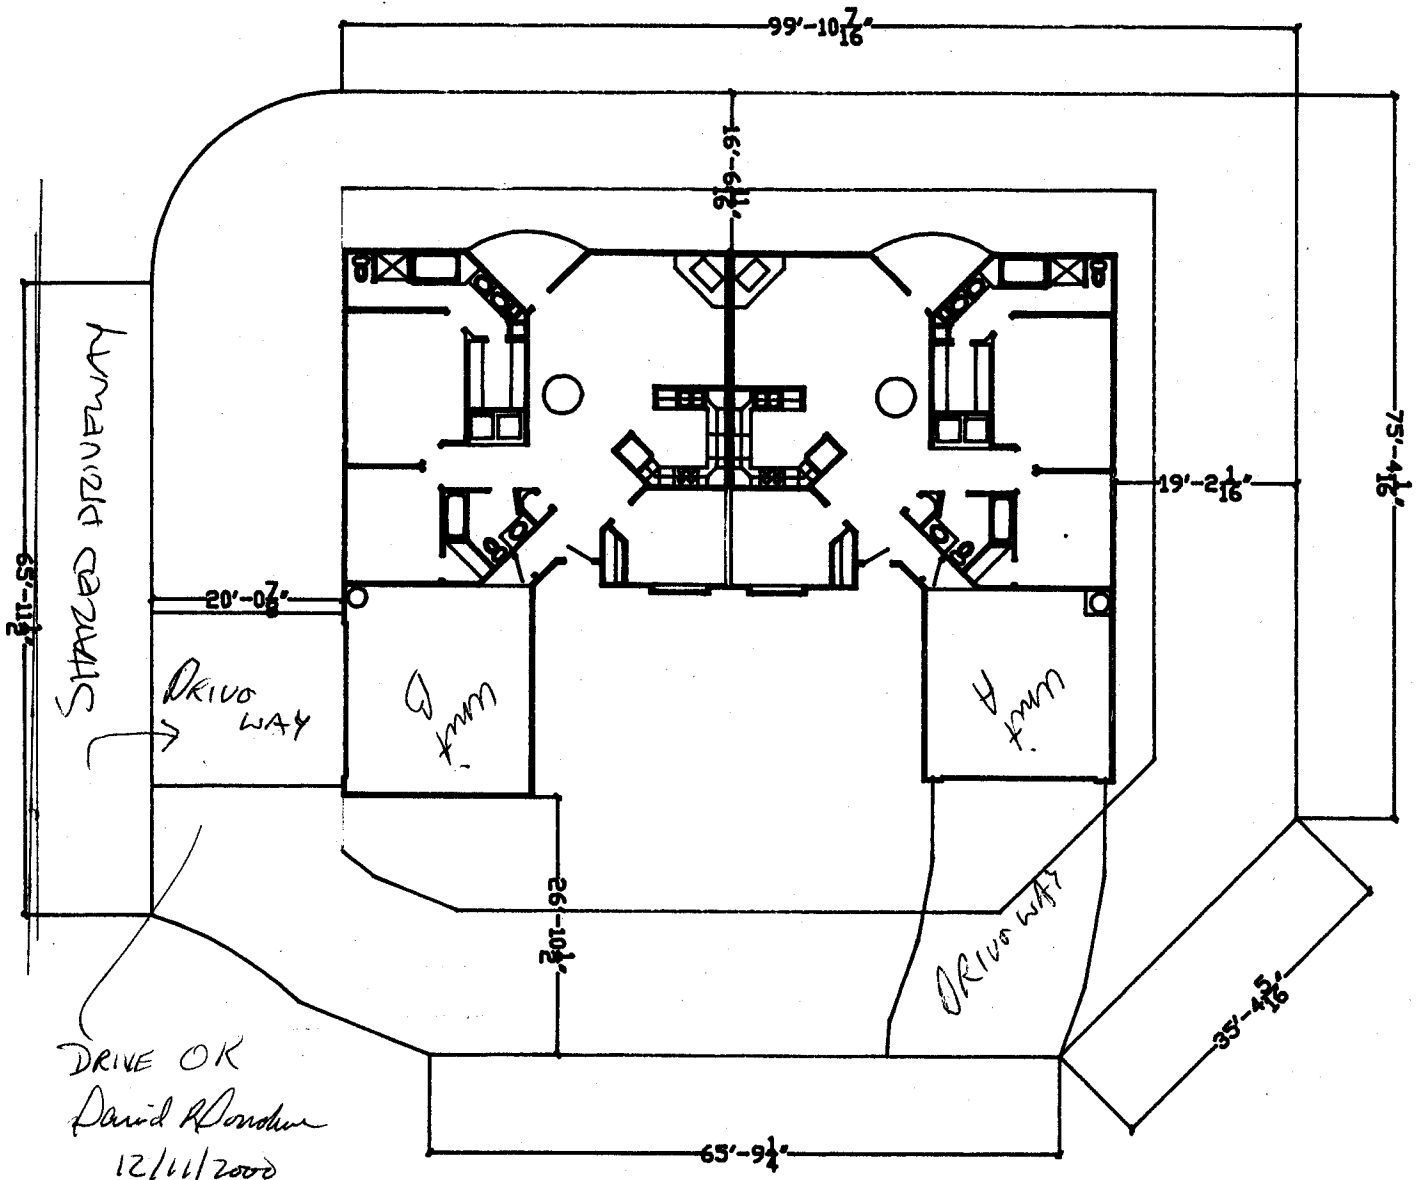 99'-10 7/16"
16'-6 11/16"
SHARED DRIVEWAY
75'-4 1/16"
19'-2 1/16"
65'-11 1/2"
20'-0 7/8"
DRIVE
WAY
Unit
B
Unit
A
DRIVE WAY
26'-10 1/2"
35'-4 5/16"
DRIVE OK
David R Donohue
12/11/2000
65'-9 1/4"